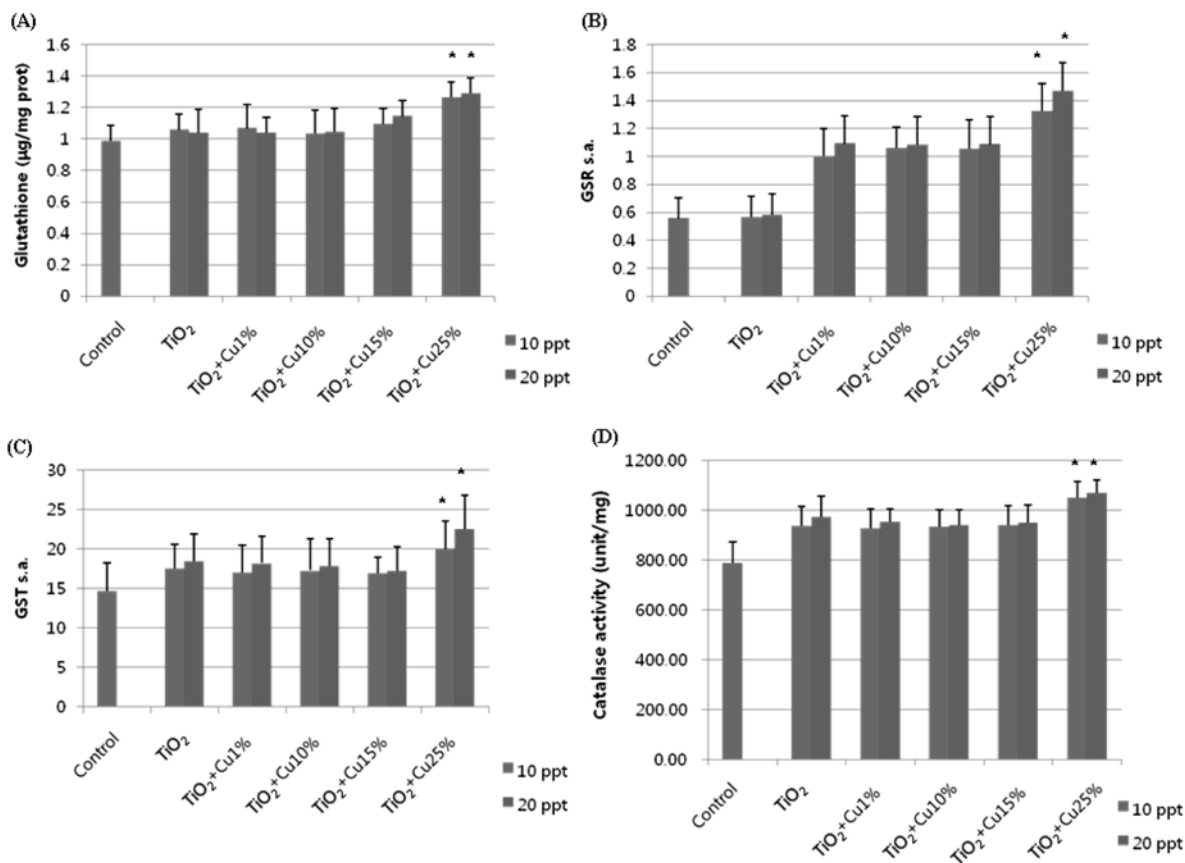 (A)
Glutathione (µg/mg prot)
1.6
1.4
1.2
1
0.8
0.6
0.4
0.2
0
* *
Control
TiO2
TiO2+Cu1%
TiO2+Cu10%
TiO2+Cu15%
TiO2+Cu25%
10 ppt
20 ppt
(B)
GSR s.a.
1.8
1.6
1.4
1.2
1
0.8
0.6
0.4
0.2
0
*
*
Control
TiO2
TiO2+Cu1%
TiO2+Cu10%
TiO2+Cu15%
TiO2+Cu25%
10 ppt
20 ppt
(C)
GST s.a.
30
25
20
15
10
5
0
*
*
Control
TiO2
TiO2+Cu1%
TiO2+Cu10%
TiO2+Cu15%
TiO2+Cu25%
10 ppt
20 ppt
(D)
Catalase activity (unit/mg)
1200.00
1000.00
800.00
600.00
400.00
200.00
0.00
* *
Control
TiO2
TiO2+Cu1%
TiO2+Cu10%
TiO2+Cu15%
TiO2+Cu25%
10 ppt
20 ppt